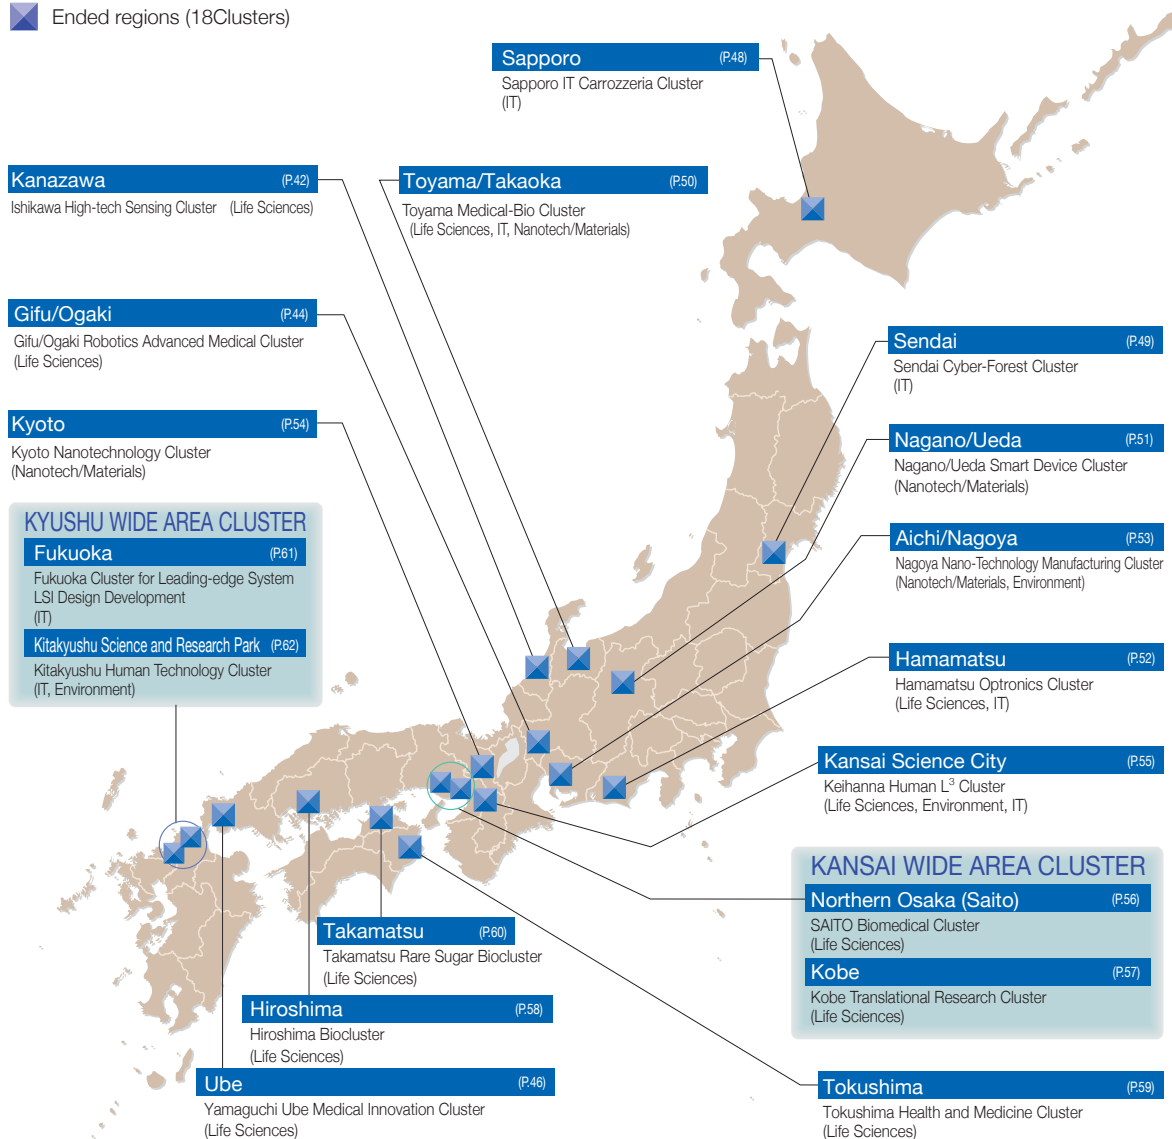 Ended regions (18Clusters)
Sapporo (P.48)
Sapporo IT Carrozzeria Cluster
(IT)
Kanazawa (P.42)
Ishikawa High-tech Sensing Cluster (Life Sciences)
Toyama/Takaoka (P.50)
Toyama Medical-Bio Cluster
(Life Sciences, IT, Nanotech/Materials)
Gifu/Ogaki (P.44)
Gifu/Ogaki Robotics Advanced Medical Cluster
(Life Sciences)
Sendai (P.49)
Sendai Cyber-Forest Cluster
(IT)
Kyoto (P.54)
Kyoto Nanotechnology Cluster
(Nanotech/Materials)
Nagano/Ueda (P.51)
Nagano/Ueda Smart Device Cluster
(Nanotech/Materials)
KYUSHU WIDE AREA CLUSTER
Fukuoka (P.61)
Fukuoka Cluster for Leading-edge System
LSI Design Development
(IT)
Kitakyushu Science and Research Park (P.62)
Kitakyushu Human Technology Cluster
(IT, Environment)
Aichi/Nagoya (P.53)
Nagoya Nano-Technology Manufacturing Cluster
(Nanotech/Materials, Environment)
Hamamatsu (P.52)
Hamamatsu Optronics Cluster
(Life Sciences, IT)
Kansai Science City (P.55)
Keihanna Human L³ Cluster
(Life Sciences, Environment, IT)
KANSAI WIDE AREA CLUSTER
Northern Osaka (Saito) (P.56)
SAITO Biomedical Cluster
(Life Sciences)
Kobe (P.57)
Kobe Translational Research Cluster
(Life Sciences)
Takamatsu (P.60)
Takamatsu Rare Sugar Biocluster
(Life Sciences)
Hiroshima (P.58)
Hiroshima Biocluster
(Life Sciences)
Ube (P.46)
Yamaguchi Ube Medical Innovation Cluster
(Life Sciences)
Tokushima (P.59)
Tokushima Health and Medicine Cluster
(Life Sciences)